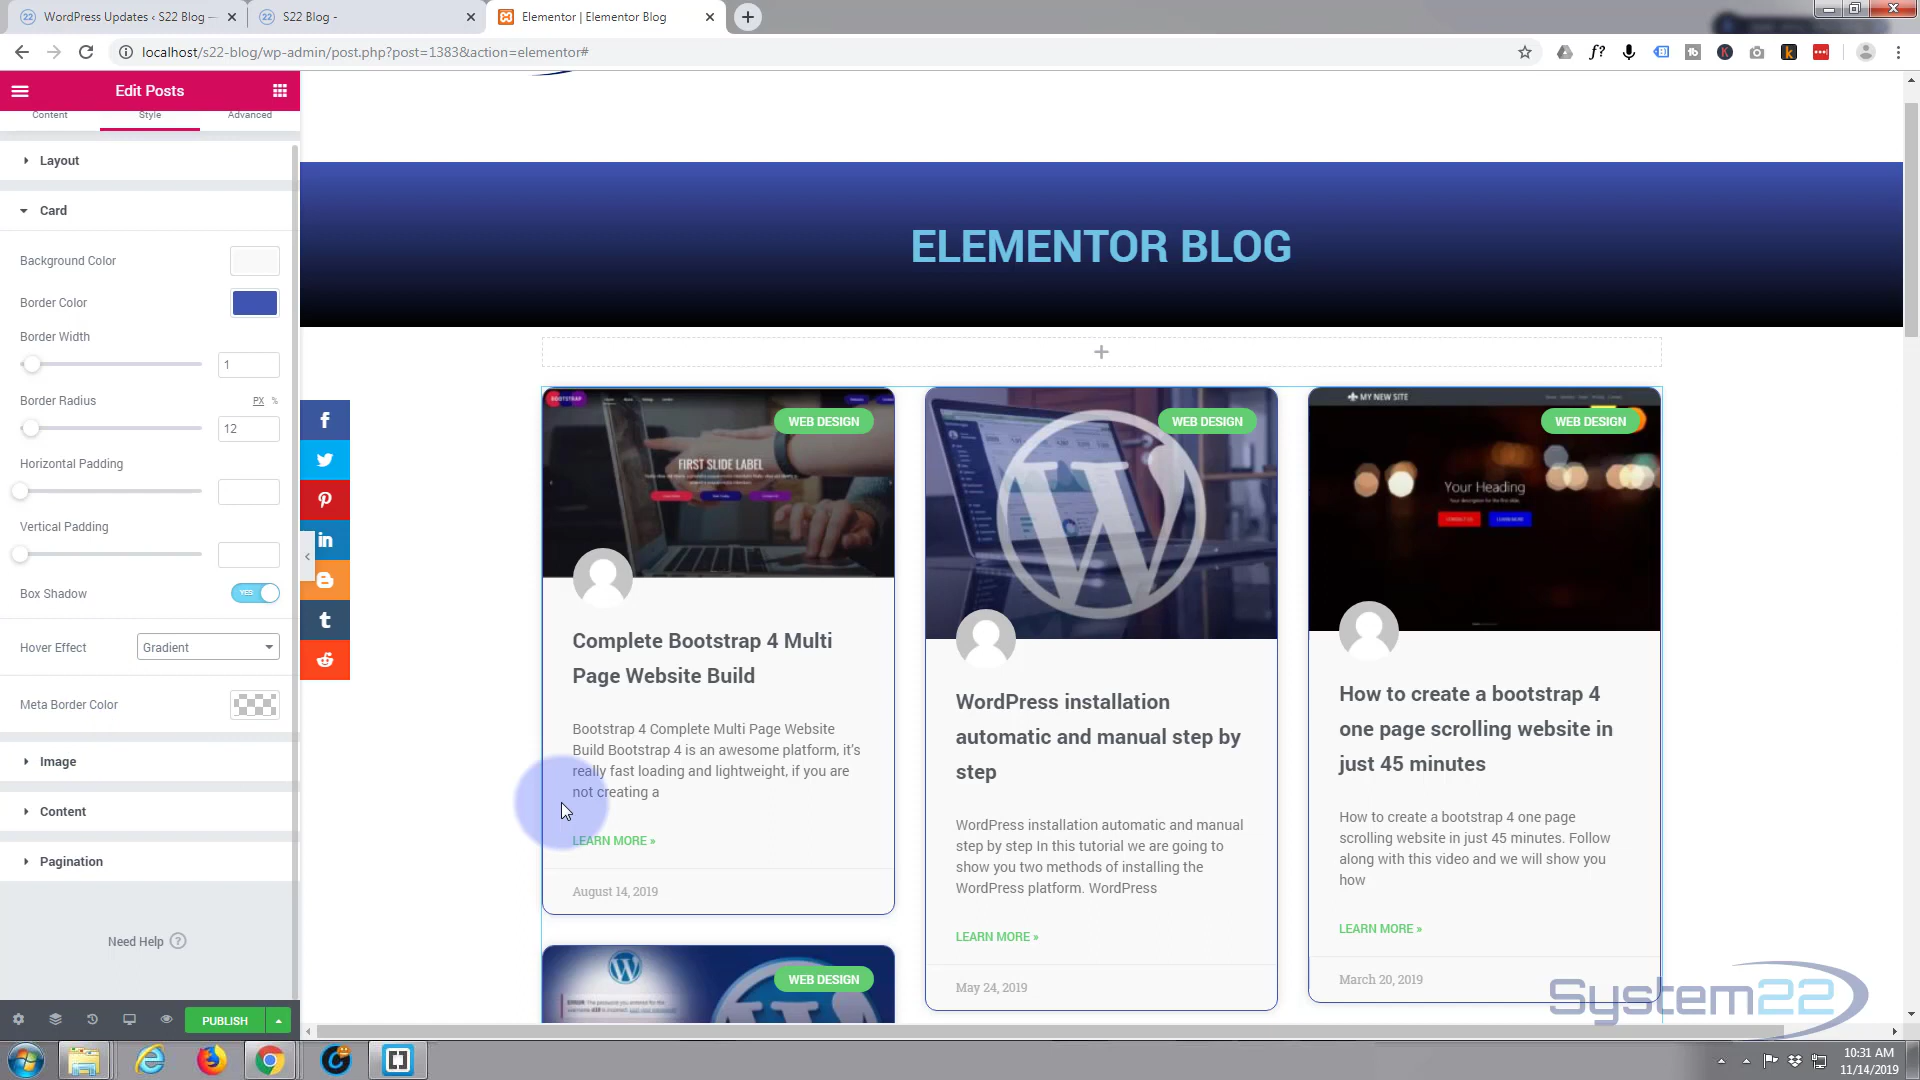 WordPress Updates ‹ S22 Blog —
S22 Blog -
Elementor | Elementor Blog
localhost/s22-blog/wp-admin/post.php?post=1383&action=elementor#
Edit Posts
Content
Style
Advanced
Layout
Card
Background Color
Border Color
Border Width
1
Border Radius
PX
%
12
Horizontal Padding
Vertical Padding
Box Shadow
YES
Hover Effect
Gradient
Meta Border Color
Image
Content
Pagination
Need Help ?
PUBLISH
ELEMENTOR BLOG
BOOTSTRAP
WEB DESIGN
FIRST SLIDE LABEL
Complete Bootstrap 4 Multi
Page Website Build
Bootstrap 4 Complete Multi Page Website
Build Bootstrap 4 is an awesome platform, it's
really fast loading and lightweight, if you are
not creating a
LEARN MORE »
August 14, 2019
WEB DESIGN
WEB DESIGN
WordPress installation
automatic and manual step by
step
WordPress installation automatic and manual
step by step In this tutorial we are going to
show you two methods of installing the
WordPress platform. WordPress
LEARN MORE »
May 24, 2019
MY NEW SITE
WEB DESIGN
Your Heading
CONTACT US
LEARN MORE
How to create a bootstrap 4
one page scrolling website in
just 45 minutes
How to create a bootstrap 4 one page
scrolling website in just 45 minutes. Follow
along with this video and we will show you
how
LEARN MORE »
March 20, 2019
System22
10:31 AM
11/14/2019